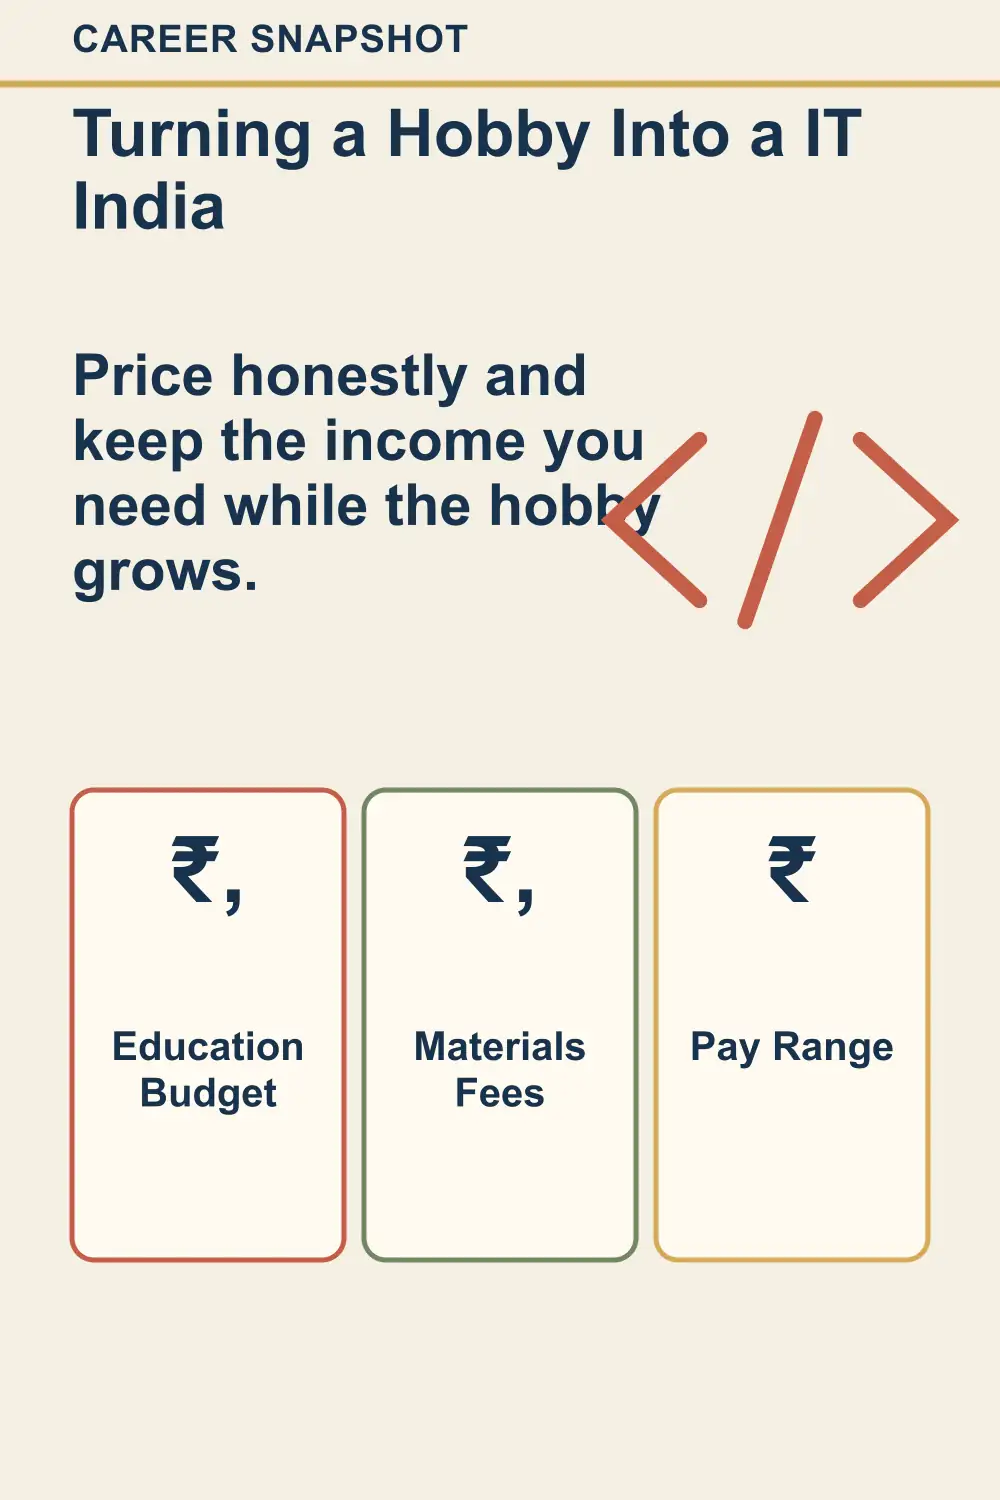 CAREER SNAPSHOT
Turning a Hobby Into a IT
India
Price honestly and
keep the income you
need while the hobby
grows.
</>
₹,
Education
Budget
₹,
Materials
Fees
₹
Pay Range